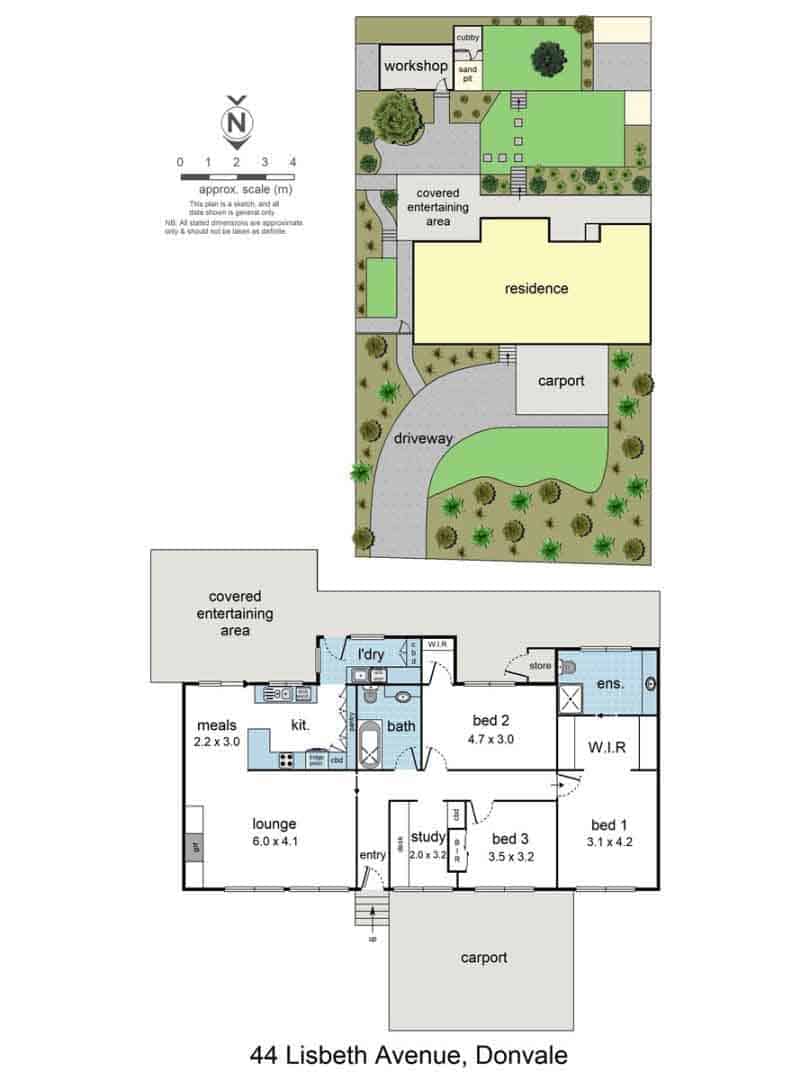 cubby
workshop
sand
pit
N
0 1 2 3 4
approx. scale (m)
This plan is a sketch, and all
data shown is general only.
NB: All stated dimensions are approximate
only & should not be taken as definite.
covered
entertaining
area
residence
carport
driveway
covered
entertaining
area
l'dry
c
b
d
W.I.R
store
ens.
meals
2.2 x 3.0
kit.
pantry
bath
bed 2
4.7 x 3.0
W.I.R
cbd
lounge
6.0 x 4.1
glf
entry
desk
study
2.0 x 3.2
cbd
B
I
R
bed 3
3.5 x 3.2
bed 1
3.1 x 4.2
up
carport
44 Lisbeth Avenue, Donvale